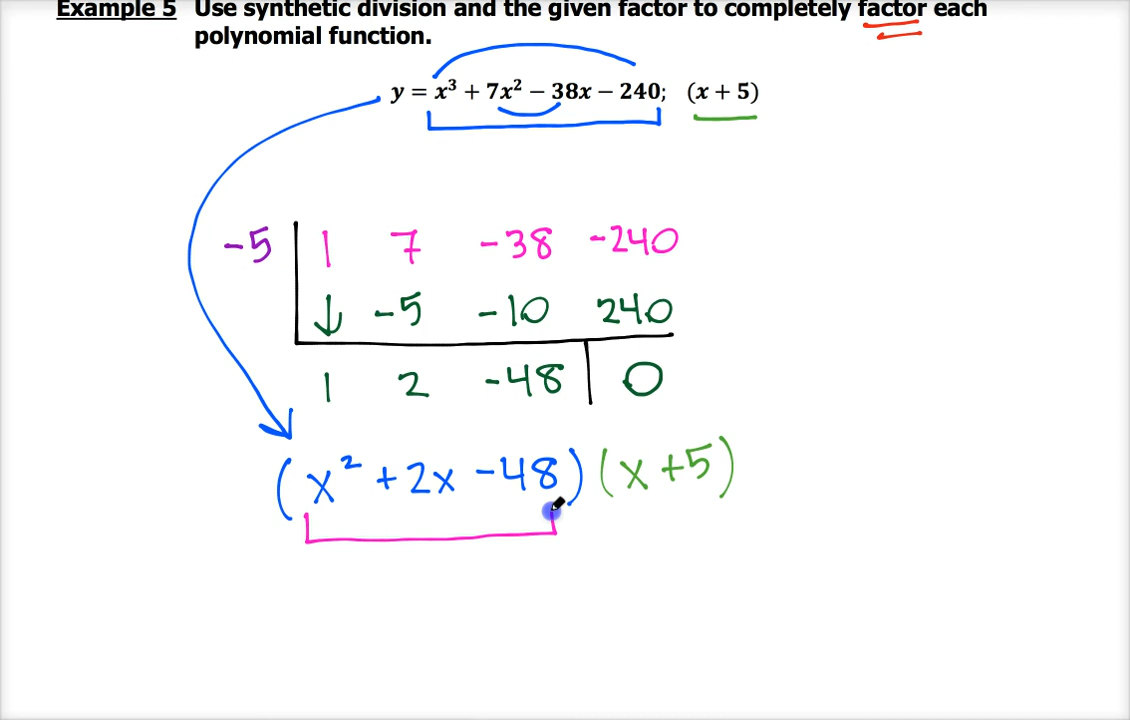 Example 5 Use synthetic division and the given factor to completely factor each
polynomial function.
y = x³ + 7x² − 38x − 240; (x + 5)
-5 | 1 7 -38 -240
↓ -5 -10 240
1 2 -48 | 0
(x² + 2x - 48)(x + 5)